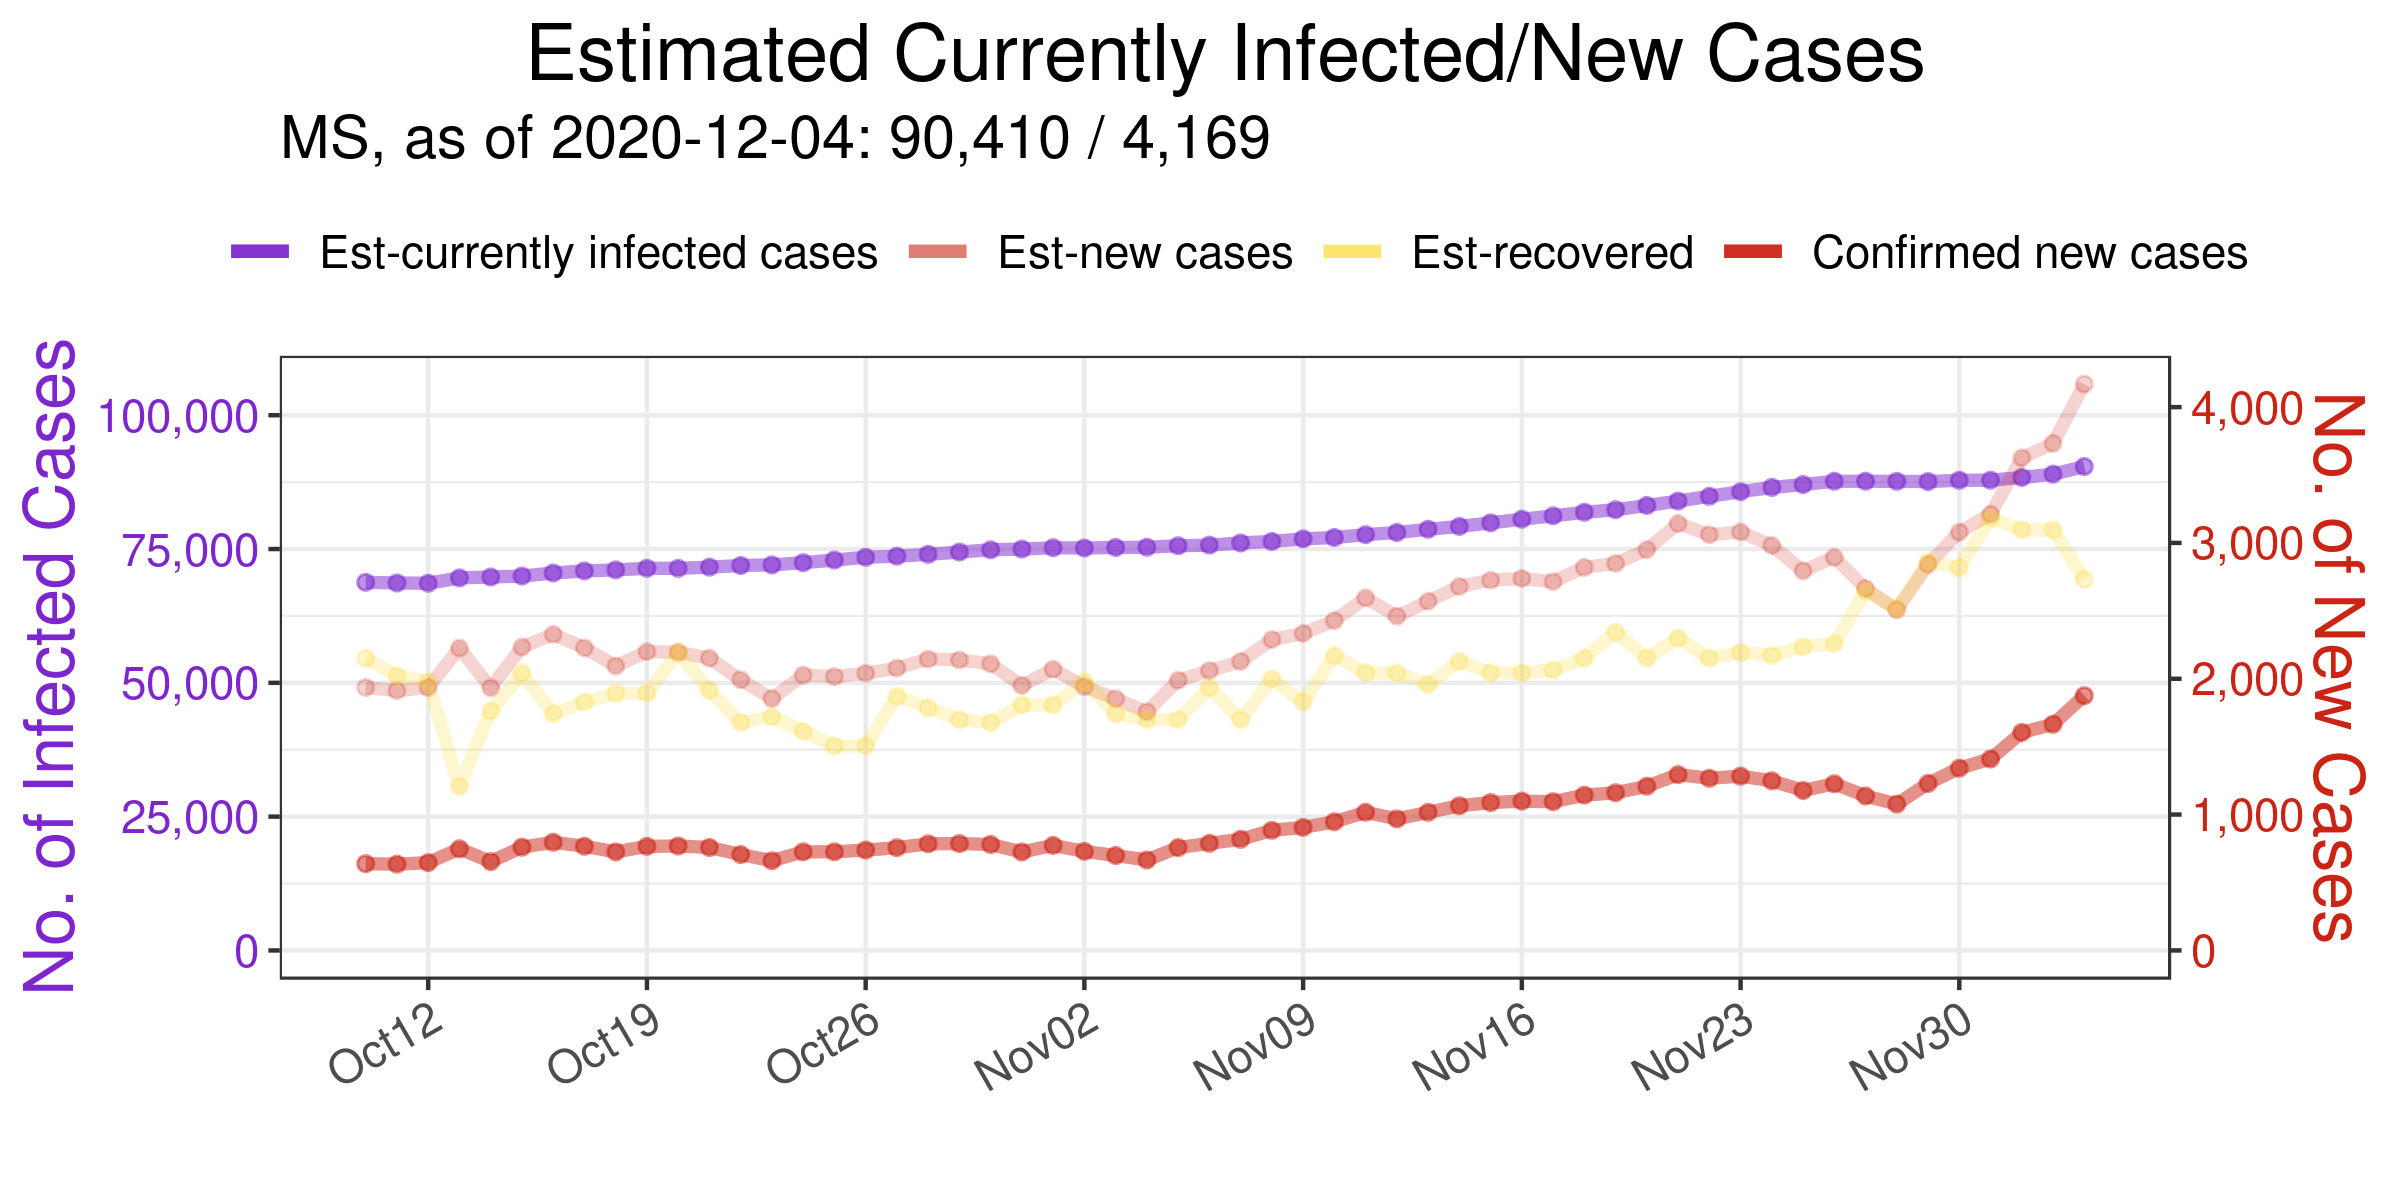 Estimated Currently Infected/New Cases
MS, as of 2020-12-04: 90,410 / 4,169
Est-currently infected cases Est-new cases Est-recovered Confirmed new cases
No. of Infected Cases
100,000
75,000
50,000
25,000
0
4,000
3,000
2,000
1,000
0
No. of New Cases
Oct12 Oct19 Oct26 Nov02 Nov09 Nov16 Nov23 Nov30